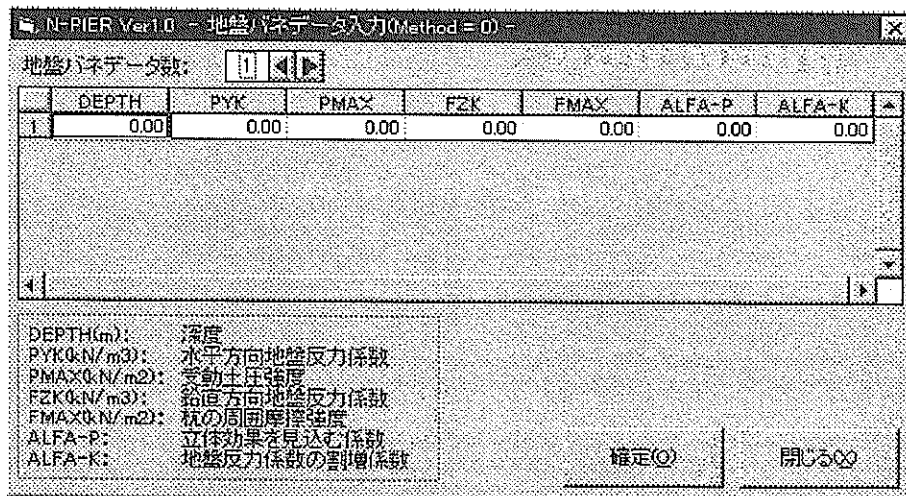 N-PIER Ver1.0 - 地盤バネデータ入力(Method = 0) -
地盤バネデータ数: 1
DEPTH PYK PMAX FZK FMAX ALFA-P ALFA-K
1 0.00 0.00 0.00 0.00 0.00 0.00 0.00
DEPTH(m): 深度
PYK(kN/m3): 水平方向地盤反力係数
PMAX(kN/m2): 受動土圧強度
FZK(kN/m3): 鉛直方向地盤反力係数
FMAX(kN/m2): 杭の周囲摩擦強度
ALFA-P: 立体効果を見込む係数
ALFA-K: 地盤反力係数の割増係数
確定(O) 閉じる(X)